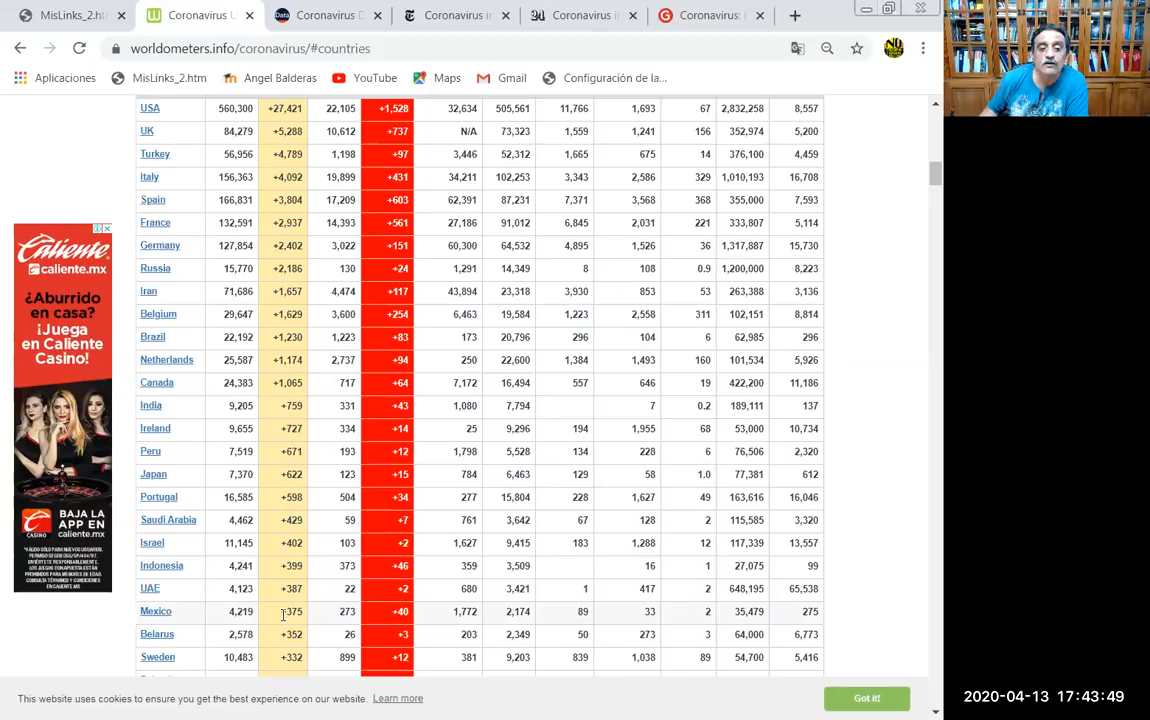 MisLinks_2.ht × Coronavirus U × Data Coronavirus D × Coronavirus in × Coronavirus in × G Coronavirus: ×
worldometers.info/coronavirus/#countries
Aplicaciones MisLinks_2.htm Angel Balderas YouTube Maps Gmail Configuración de la...
USA 560,300 +27,421 22,105 +1,528 32,634 505,561 11,766 1,693 67 2,832,258 8,557
UK 84,279 +5,288 10,612 +737 N/A 73,323 1,559 1,241 156 352,974 5,200
Turkey 56,956 +4,789 1,198 +97 3,446 52,312 1,665 675 14 376,100 4,459
Italy 156,363 +4,092 19,899 +431 34,211 102,253 3,343 2,586 329 1,010,193 16,708
Spain 166,831 +3,804 17,209 +603 62,391 87,231 7,371 3,568 368 355,000 7,593
France 132,591 +2,937 14,393 +561 27,186 91,012 6,845 2,031 221 333,807 5,114
Germany 127,854 +2,402 3,022 +151 60,300 64,532 4,895 1,526 36 1,317,887 15,730
Russia 15,770 +2,186 130 +24 1,291 14,349 8 108 0.9 1,200,000 8,223
Iran 71,686 +1,657 4,474 +117 43,894 23,318 3,930 853 53 263,388 3,136
Belgium 29,647 +1,629 3,600 +254 6,463 19,584 1,223 2,558 311 102,151 8,814
Brazil 22,192 +1,230 1,223 +83 173 20,796 296 104 6 62,985 296
Netherlands 25,587 +1,174 2,737 +94 250 22,600 1,384 1,493 160 101,534 5,926
Canada 24,383 +1,065 717 +64 7,172 16,494 557 646 19 422,200 11,186
India 9,205 +759 331 +43 1,080 7,794 7 0.2 189,111 137
Ireland 9,655 +727 334 +14 25 9,296 194 1,955 68 53,000 10,734
Peru 7,519 +671 193 +12 1,798 5,528 134 228 6 76,506 2,320
Japan 7,370 +622 123 +15 784 6,463 129 58 1.0 77,381 612
Portugal 16,585 +598 504 +34 277 15,804 228 1,627 49 163,616 16,046
Saudi Arabia 4,462 +429 59 +7 761 3,642 67 128 2 115,585 3,320
Israel 11,145 +402 103 +2 1,627 9,415 183 1,288 12 117,339 13,557
Indonesia 4,241 +399 373 +46 359 3,509 16 1 27,075 99
UAE 4,123 +387 22 +2 680 3,421 1 417 2 648,195 65,538
Mexico 4,219 +375 273 +40 1,772 2,174 89 33 2 35,479 275
Belarus 2,578 +352 26 +3 203 2,349 50 273 3 64,000 6,773
Sweden 10,483 +332 899 +12 381 9,203 839 1,038 89 54,700 5,416
Caliente
caliente.mx
¿Aburrido
en casa?
¡Juega
en Caliente
Casino!
CASINO
BAJA LA
APP EN
caliente.mx
This website uses cookies to ensure you get the best experience on our website. Learn more
Got it!
2020-04-13 17:43:49